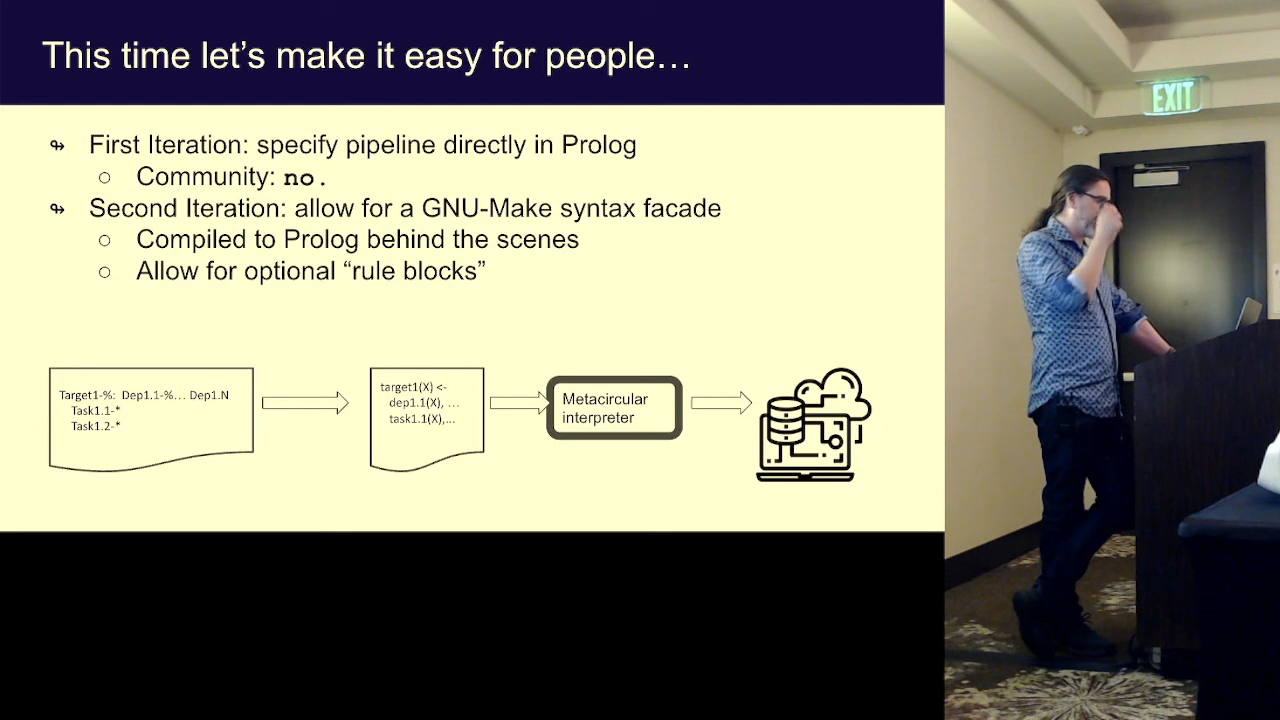 This time let's make it easy for people…
↬ First Iteration: specify pipeline directly in Prolog
○ Community: no.
↬ Second Iteration: allow for a GNU-Make syntax facade
○ Compiled to Prolog behind the scenes
○ Allow for optional “rule blocks”
Target1-%: Dep1.1-%… Dep1.N
Task1.1-*
Task1.2-*
target1(X) <-
dep1.1(X), …
task1.1(X),...
Metacircular
interpreter
EXIT